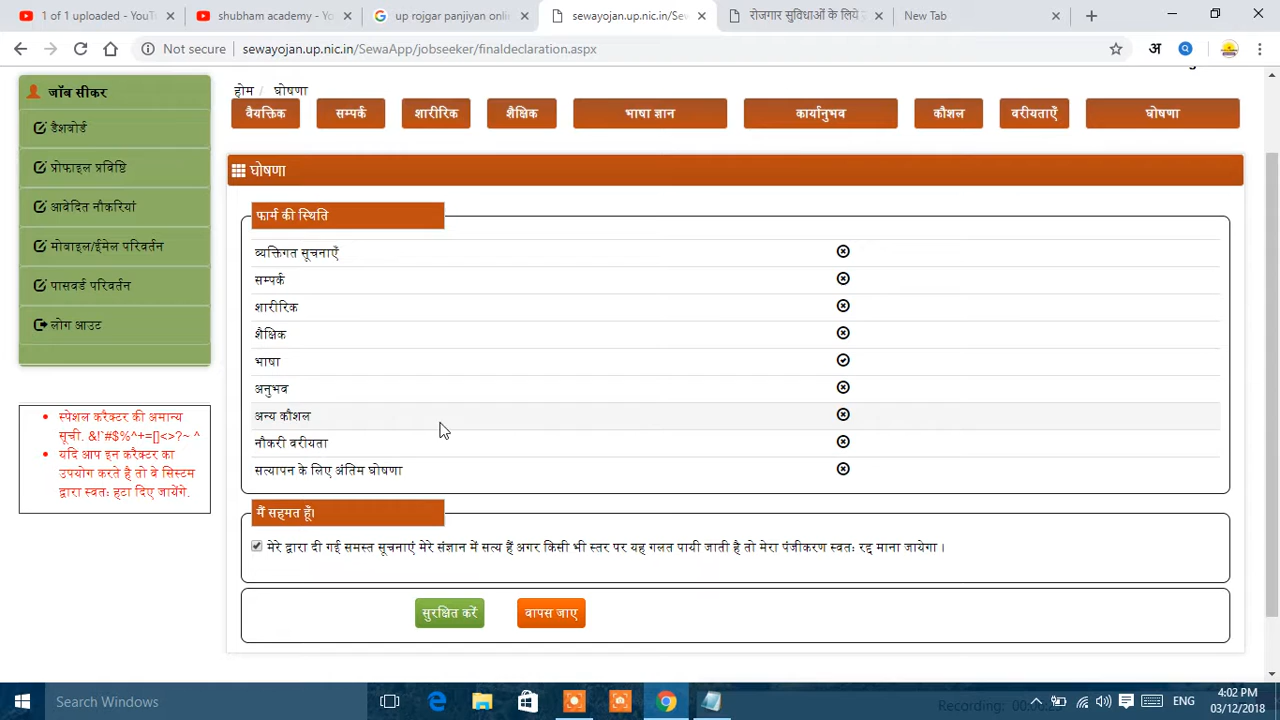 1 of 1 uploaded - YouT
shubham academy - You
up rojgar panjiyan onlin
sewayojan.up.nic.in/Sew
रोजगार सुविधाओं के लिये
New Tab
Not secure
sewayojan.up.nic.in/SewaApp/jobseeker/finaldeclaration.aspx
अ
जॉब सीकर
डैशबोर्ड
प्रोफाइल प्रविष्टि
आवेदित नौकरियां
मोबाइल/ईमेल परिवर्तन
पासवर्ड परिवर्तन
लोग आउट
स्पेशल करैक्टर की अमान्य
सूची. &!`#$%^+=[]<>?~ ^
यदि आप इन करैक्टर का
उपयोग करते है तो वे सिस्टम
द्वारा स्वतः हटा दिए जायेंगे.
होम / घोषणा
वैयक्तिक सम्पर्क शारीरिक शैक्षिक भाषा ज्ञान कार्यानुभव कौशल वरीयताएँ घोषणा
घोषणा
फार्म की स्थिति
व्यक्तिगत सूचनाएँ
सम्पर्क
शारीरिक
शैक्षिक
भाषा
अनुभव
अन्य कौशल
नौकरी वरीयता
सत्यापन के लिए अंतिम घोषणा
मैं सहमत हूँ।
मेरे द्वारा दी गई समस्त सूचनाएं मेरे संज्ञान में सत्य हैं अगर किसी भी स्तर पर यह गलत पायी जाती है तो मेरा पंजीकरण स्वतः रद्द माना जायेगा ।
सुरक्षित करें वापस जाए
Search Windows
ENG
4:02 PM
03/12/2018
Recording: